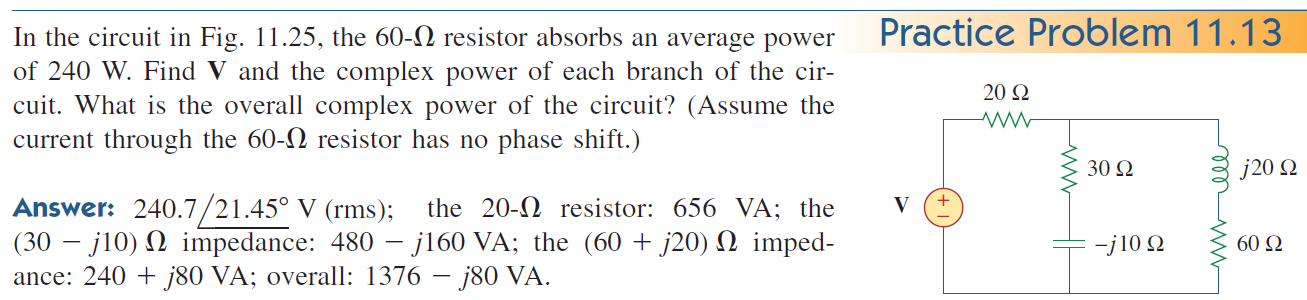 In the circuit in Fig. 11.25, the 60-Ω resistor absorbs an average power
of 240 W. Find V and the complex power of each branch of the cir-
cuit. What is the overall complex power of the circuit? (Assume the
current through the 60-Ω resistor has no phase shift.)
Answer: 240.7/21.45° V (rms); the 20-Ω resistor: 656 VA; the
(30 − j10) Ω impedance: 480 − j160 VA; the (60 + j20) Ω imped-
ance: 240 + j80 VA; overall: 1376 − j80 VA.
Practice Problem 11.13
20 Ω
30 Ω
j20 Ω
V
+
−
-j10 Ω
60 Ω